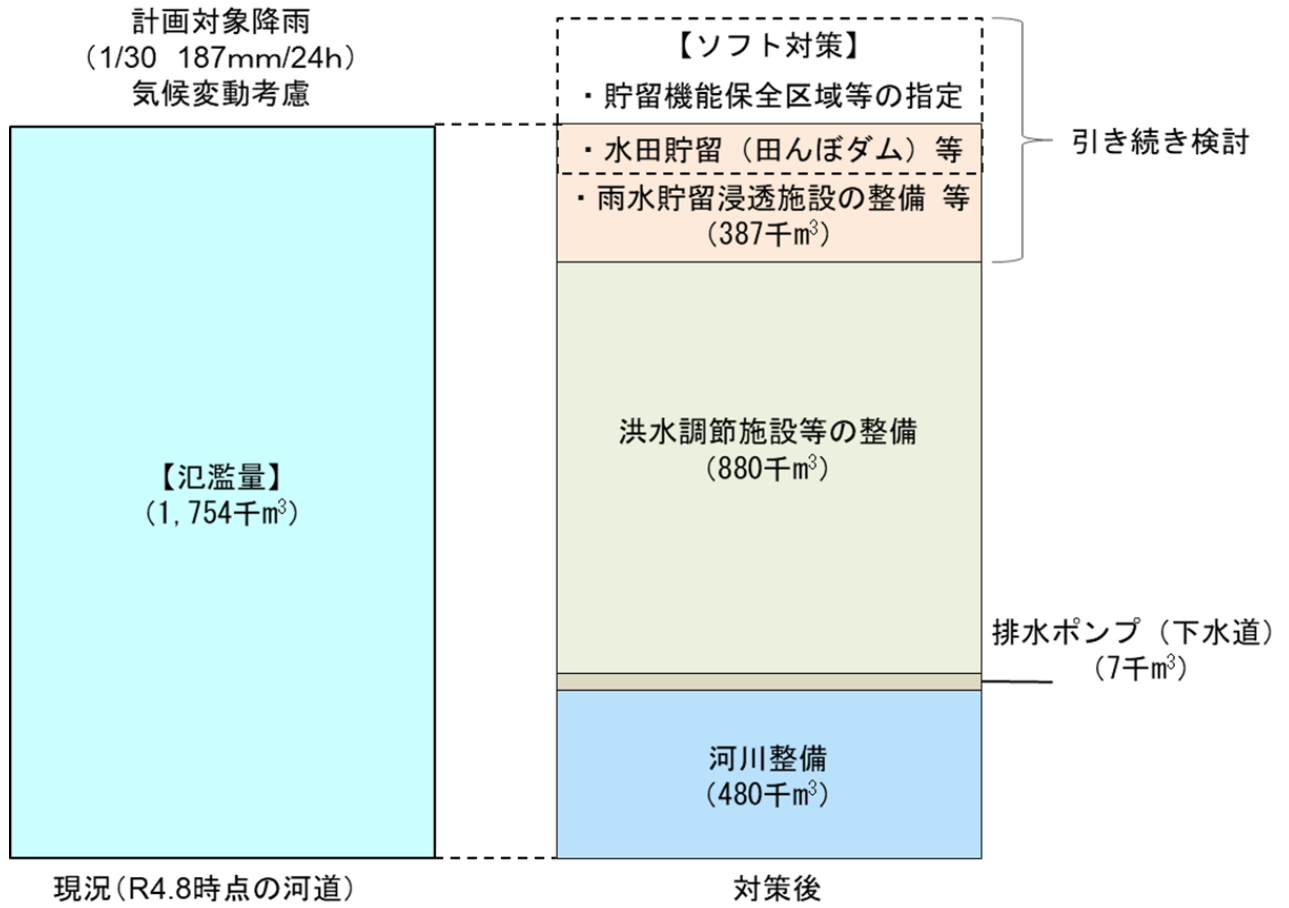 計画対象降雨
（1/30 187mm/24h）
気候変動考慮
【氾濫量】
（1,754千㎥）
現況（R4.8時点の河道）
【ソフト対策】
・貯留機能保全区域等の指定
・水田貯留（田んぼダム）等
・雨水貯留浸透施設の整備 等
（387千㎥）
引き続き検討
洪水調節施設等の整備
（880千㎥）
排水ポンプ（下水道）
（7千㎥）
河川整備
（480千㎥）
対策後